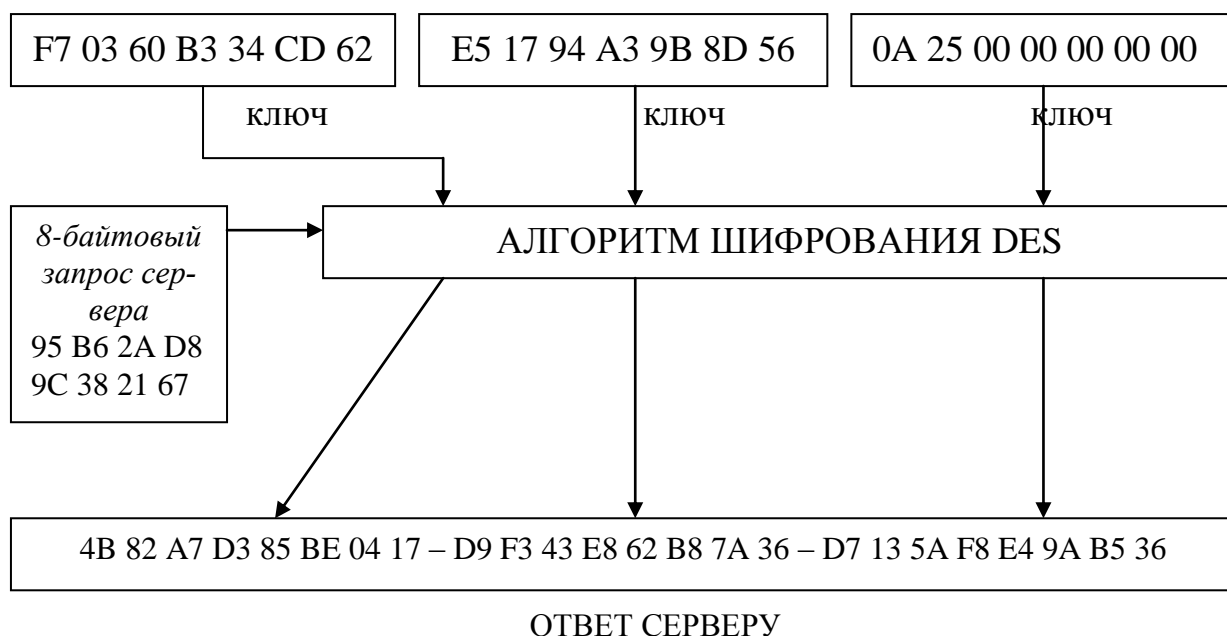 F7 03 60 B3 34 CD 62
E5 17 94 A3 9B 8D 56
0A 25 00 00 00 00 00
ключ
ключ
ключ
8-байтовый
запрос сер-
вера
95 B6 2A D8
9C 38 21 67
АЛГОРИТМ ШИФРОВАНИЯ DES
4B 82 A7 D3 85 BE 04 17 – D9 F3 43 E8 62 B8 7A 36 – D7 13 5A F8 E4 9A B5 36
ОТВЕТ СЕРВЕРУ